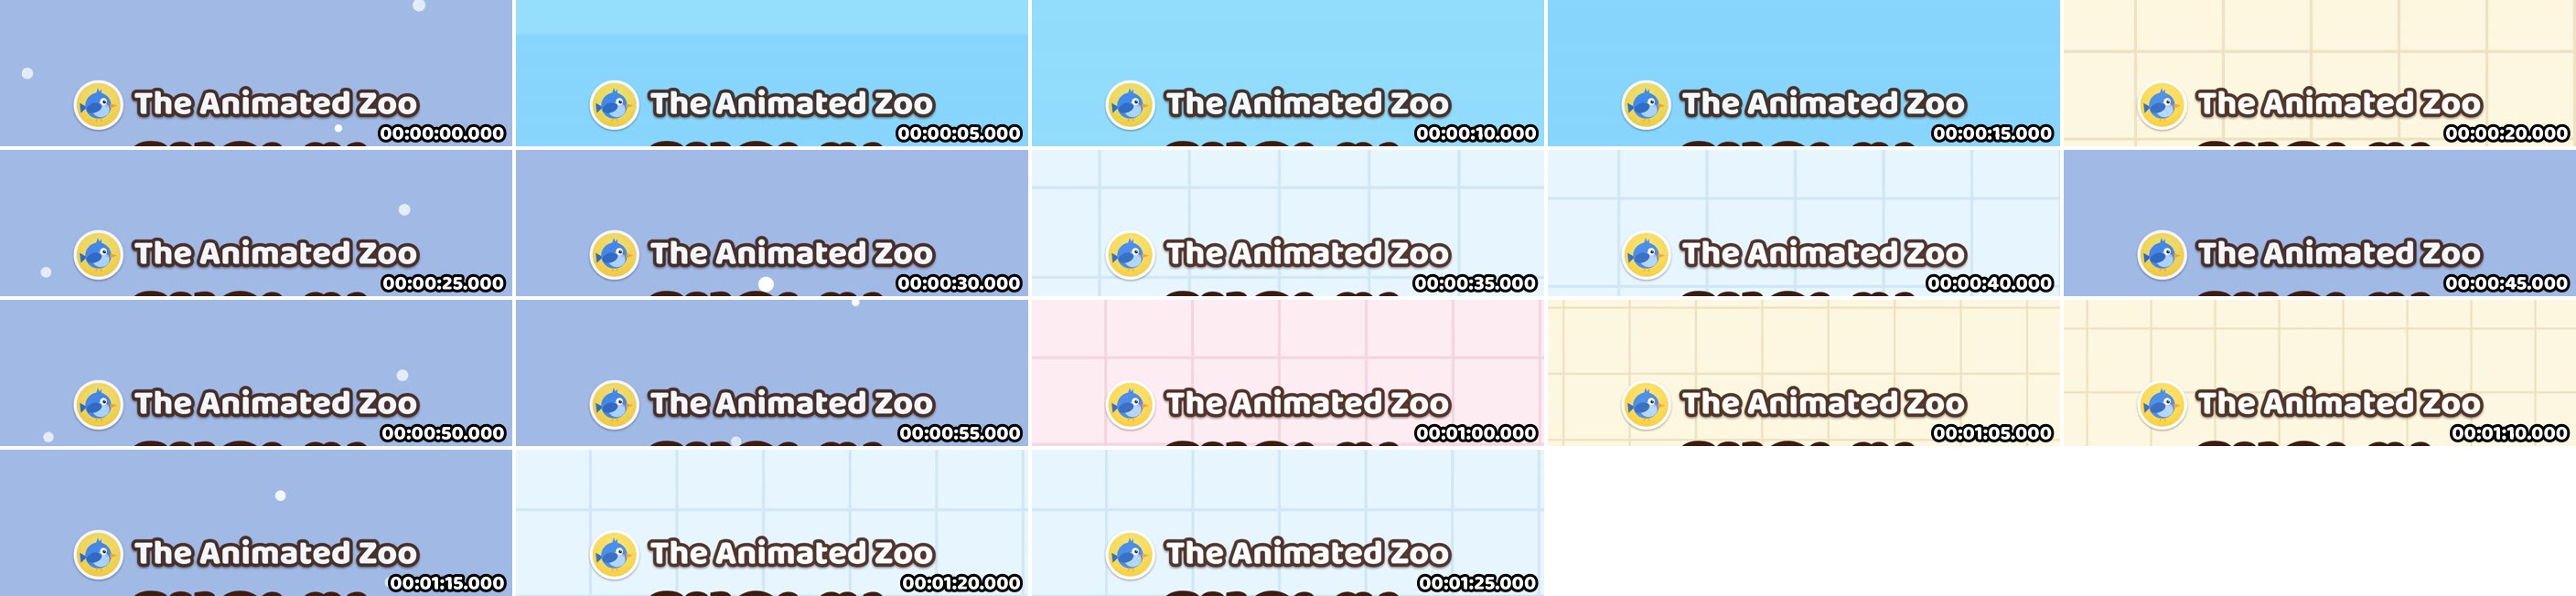 The Animated Zoo
00:00:00.000
The Animated Zoo
00:00:05.000
The Animated Zoo
00:00:10.000
The Animated Zoo
00:00:15.000
The Animated Zoo
00:00:20.000
The Animated Zoo
00:00:25.000
The Animated Zoo
00:00:30.000
The Animated Zoo
00:00:35.000
The Animated Zoo
00:00:40.000
The Animated Zoo
00:00:45.000
The Animated Zoo
00:00:50.000
The Animated Zoo
00:00:55.000
The Animated Zoo
00:01:00.000
The Animated Zoo
00:01:05.000
The Animated Zoo
00:01:10.000
The Animated Zoo
00:01:15.000
The Animated Zoo
00:01:20.000
The Animated Zoo
00:01:25.000